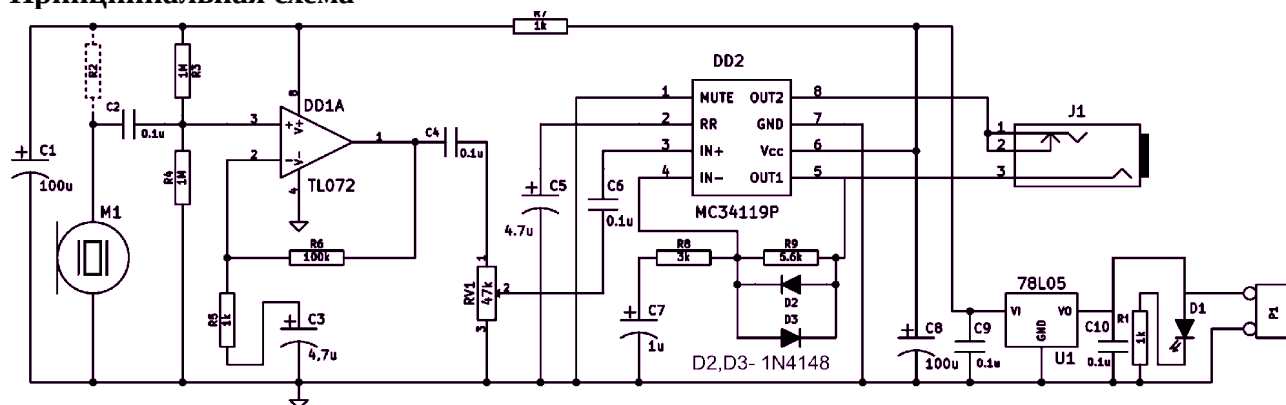 Принципиальная схема
R7
1k
R2
1M
R3
C2
0.1u
8
DD1A
3
+
V+
1
2
-
V-
4
TL072
C4
0.1u
C1
100u
R4
1M
M1
R6
100k
R5
1k
C3
4,7u
RV1
47k
1
2
3
C5
4.7u
C6
0.1u
DD2
1 MUTE OUT2 8
2 RR GND 7
3 IN+ Vcc 6
4 IN- OUT1 5
MC34119P
R8
3k
R9
5.6k
D2
D3
C7
1u
D2,D3- 1N4148
J1
1
2
3
C8
100u
C9
0.1u
78L05
VI VO
GND
U1
C10
0.1u
R1
1k
D1
P1